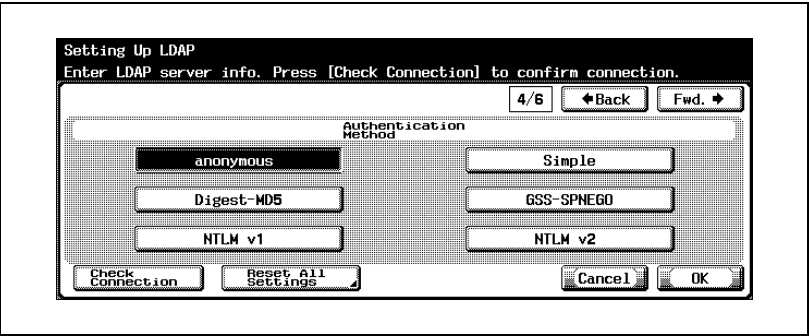 Setting Up LDAP
Enter LDAP server info. Press [Check Connection] to confirm connection.
4/6 ←Back Fwd. →
Authentication
Method
anonymous Simple
Digest-MD5 GSS-SPNEGO
NTLM v1 NTLM v2
Check
Connection
Reset All
Settings
Cancel OK